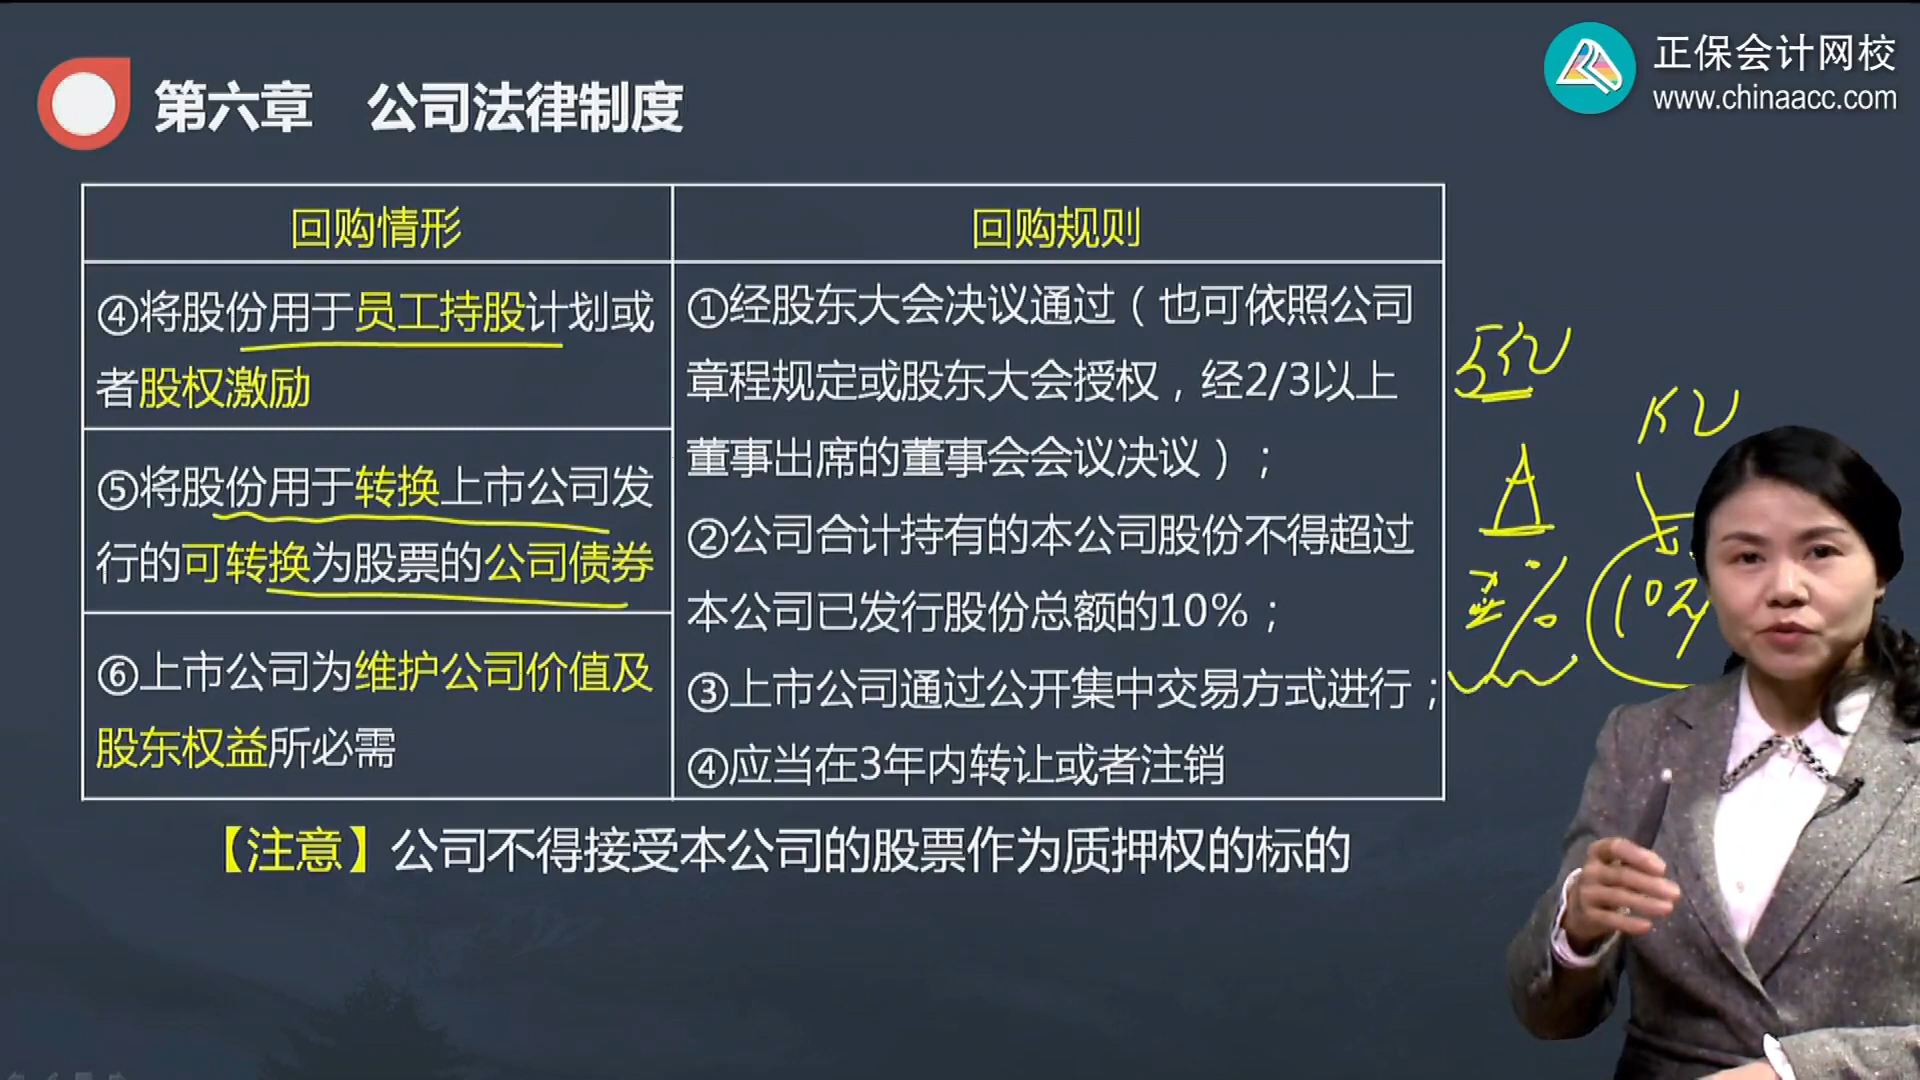 正保会计网校
www.chinaacc.com
第六章 公司法律制度
回购情形
回购规则
④将股份用于员工持股计划或
者股权激励
⑤将股份用于转换上市公司发
行的可转换为股票的公司债券
⑥上市公司为维护公司价值及
股东权益所必需
①经股东大会决议通过（也可依照公司
章程规定或股东大会授权，经2/3以上
董事出席的董事会会议决议）；
②公司合计持有的本公司股份不得超过
本公司已发行股份总额的10%；
③上市公司通过公开集中交易方式进行；
④应当在3年内转让或者注销
【注意】公司不得接受本公司的股票作为质押权的标的
5亿
A